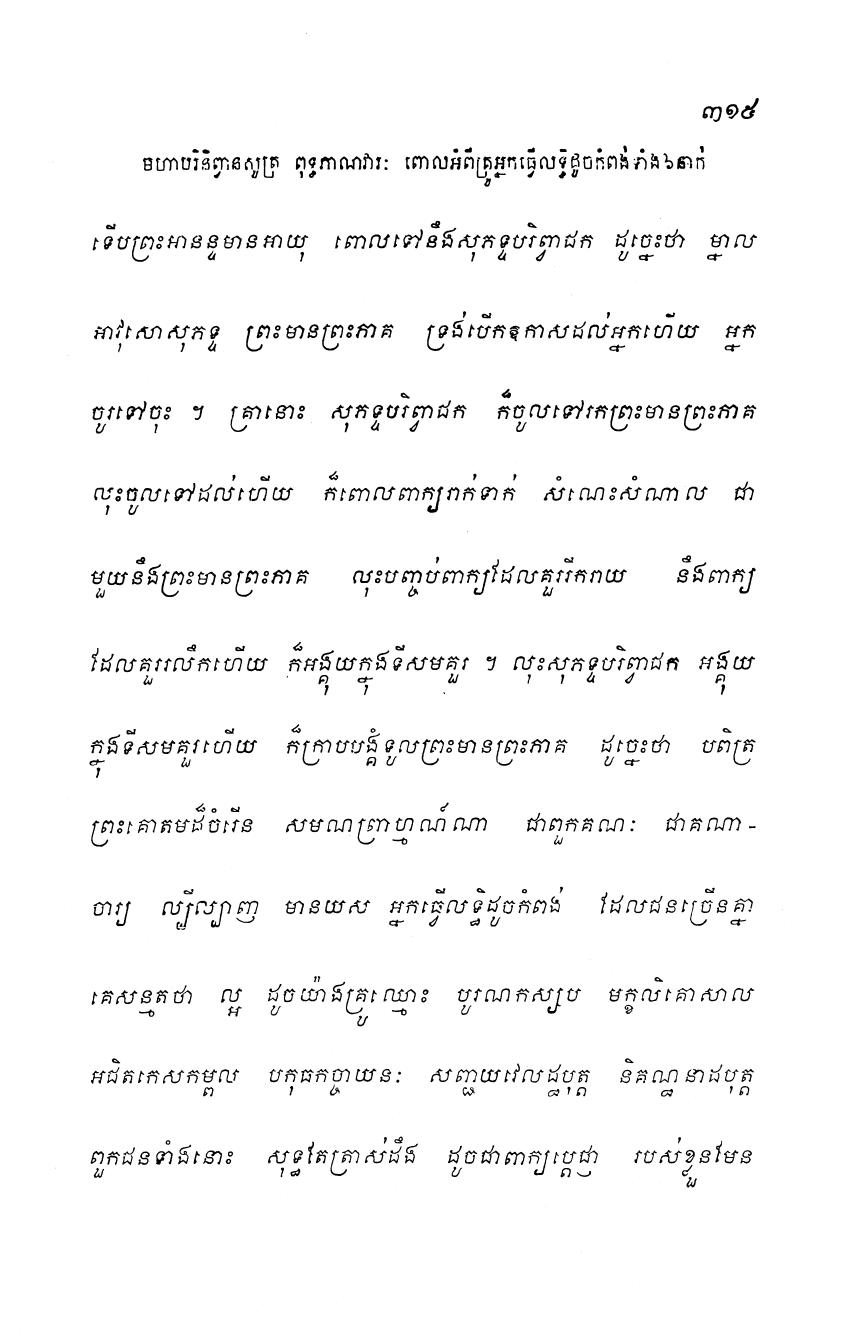 ៣១៥
មហាបរិនិព្វានសូត្រ ពុទ្ធភាណវារៈ ពោលអំពីគ្រូអ្នកធ្វើលទ្ធិដូចកំពង់ទាំង៦នាក់
ទើបព្រះអានន្ទមានអាយុ ពោលទៅនឹងសុភទ្ទបរិព្វាជក ដូច្នេះថា ម្នាល
អាវុសោសុភទ្ទ ព្រះមានព្រះភាគ ទ្រង់បើកឱកាសដល់អ្នកហើយ អ្នក
ចូរទៅចុះ ។ គ្រានោះ សុភទ្ទបរិព្វាជក ក៏ចូលទៅរកព្រះមានព្រះភាគ
លុះចូលទៅដល់ហើយ ក៏ពោលពាក្យរាក់ទាក់ សំណេះសំណាល ជា
មួយនឹងព្រះមានព្រះភាគ លុះបញ្ចប់ពាក្យដែលគួររីករាយ នឹងពាក្យ
ដែលគួររលឹកហើយ ក៏អង្គុយក្នុងទីសមគួរ ។ លុះសុភទ្ទបរិព្វាជក អង្គុយ
ក្នុងទីសមគួរហើយ ក៏ក្រាបបង្គំទូលព្រះមានព្រះភាគ ដូច្នេះថា បពិត្រ
ព្រះគោតមដ៏ចំរើន សមណព្រាហ្មណ៍ណា ជាពួកគណៈ ជាគណា-
ចារ្យ ល្បីល្បាញ មានយស អ្នកធ្វើលទ្ធិដូចកំពង់ ដែលជនច្រើនគ្នា
គេសន្មតថា ល្អ ដូចយ៉ាងគ្រូឈ្មោះ បូរណកស្សប មក្ខលិគោសាល
អជិតកេសកម្ពល បកុធកច្ចាយនៈ សញ្ជយវេលដ្ឋបុត្ត និគណ្ឋនាដបុត្ត
ពួកជនទាំងនោះ សុទ្ធតែត្រាស់ដឹង ដូចជាពាក្យប្តេជ្ញា របស់ខ្លួនមែន